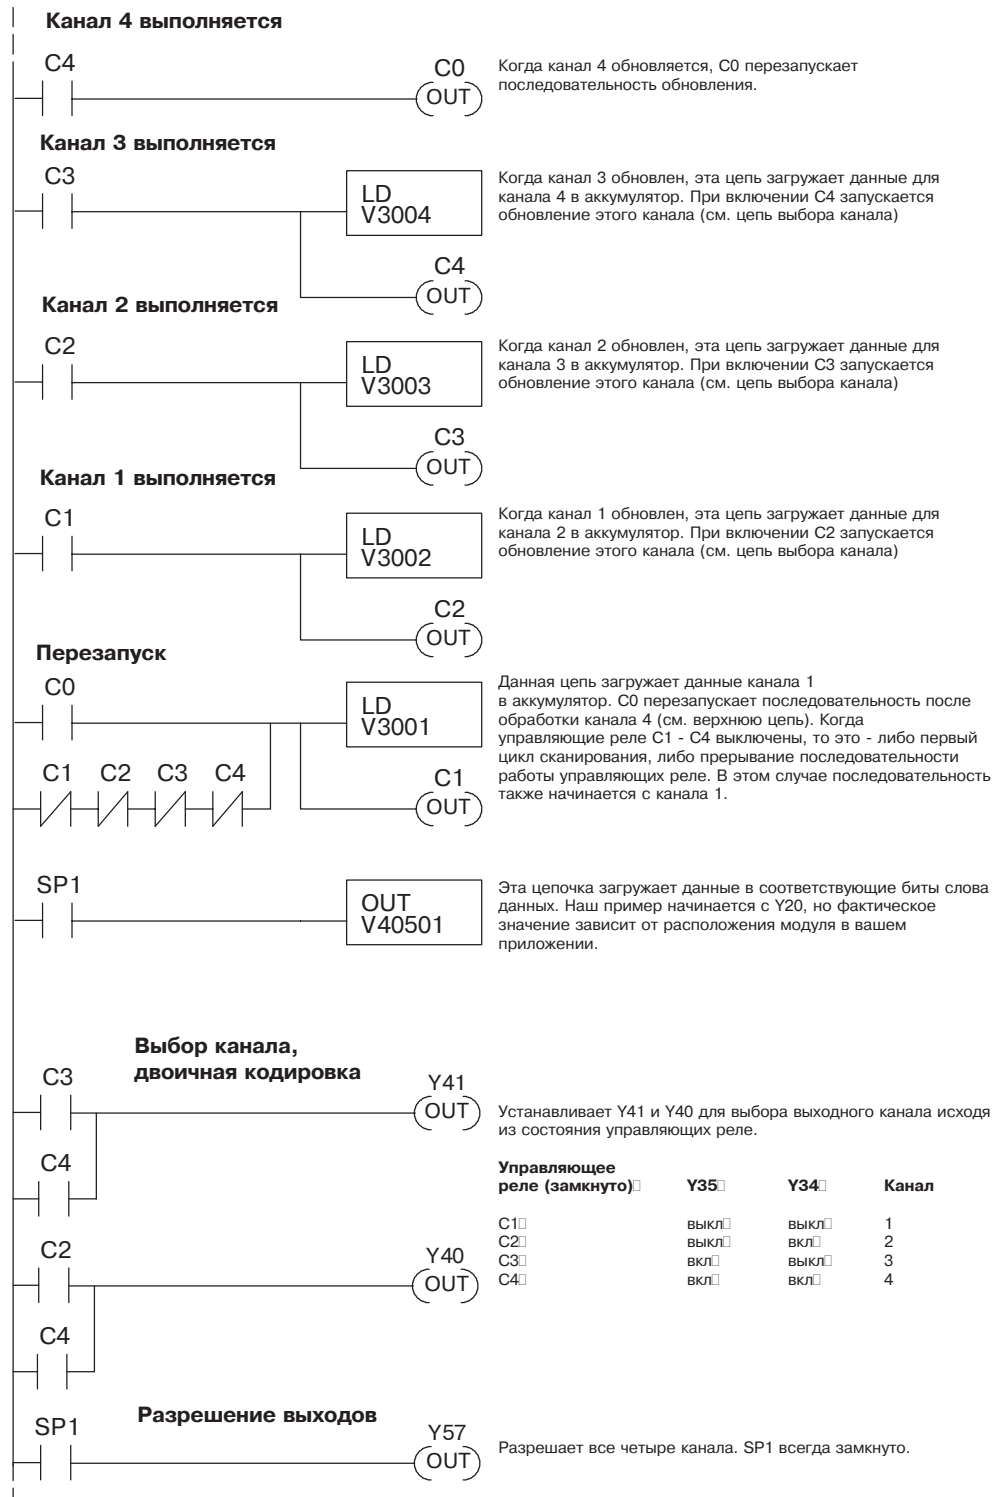 Канал 4 выполняется
C4
C0
OUT
Когда канал 4 обновляется, C0 перезапускает
последовательность обновления.
Канал 3 выполняется
C3
LD
V3004
C4
OUT
Когда канал 3 обновлен, эта цепь загружает данные для
канала 4 в аккумулятор. При включении C4 запускается
обновление этого канала (см. цепь выбора канала)
Канал 2 выполняется
C2
LD
V3003
C3
OUT
Когда канал 2 обновлен, эта цепь загружает данные для
канала 3 в аккумулятор. При включении C3 запускается
обновление этого канала (см. цепь выбора канала)
Канал 1 выполняется
C1
LD
V3002
C2
OUT
Когда канал 1 обновлен, эта цепь загружает данные для
канала 2 в аккумулятор. При включении C2 запускается
обновление этого канала (см. цепь выбора канала)
Перезапуск
C0
LD
V3001
C1 C2 C3 C4
C1
OUT
Данная цепь загружает данные канала 1
в аккумулятор. C0 перезапускает последовательность после
обработки канала 4 (см. верхнюю цепь). Когда
управляющие реле C1 - C4 выключены, то это - либо первый
цикл сканирования, либо прерывание последовательности
работы управляющих реле. В этом случае последовательность
также начинается с канала 1.
SP1
OUT
V40501
Эта цепочка загружает данные в соответствующие биты слова
данных. Наш пример начинается с Y20, но фактическое
значение зависит от расположения модуля в вашем
приложении.
Выбор канала,
двоичная кодировка
C3
Y41
OUT
C4
Устанавливает Y41 и Y40 для выбора выходного канала исходя
из состояния управляющих реле.
Управляющее
реле (замкнуто) Y35 Y34 Канал
C1 выкл выкл 1
C2 выкл вкл 2
C3 вкл выкл 3
C4 вкл вкл 4
C2
Y40
OUT
C4
Разрешение выходов
SP1
Y57
OUT
Разрешает все четыре канала. SP1 всегда замкнуто.